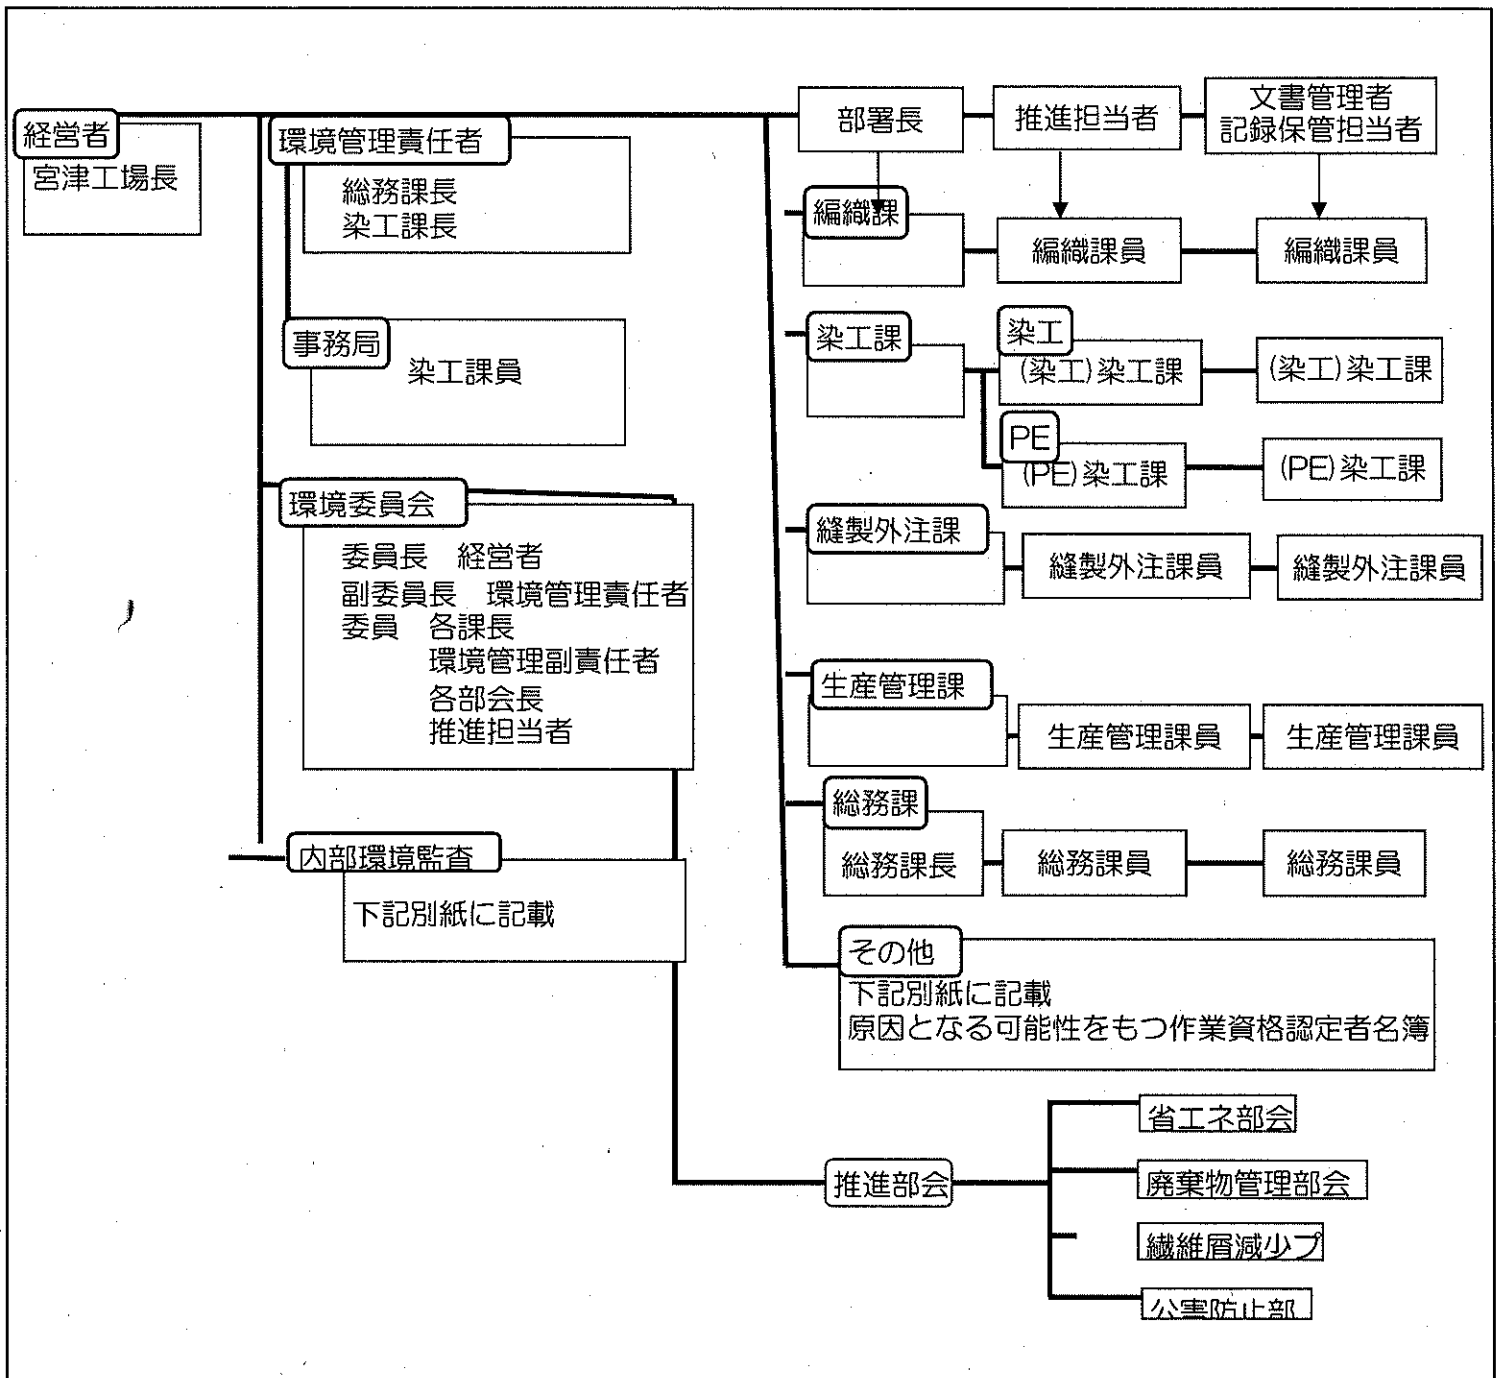 経営者
宮津工場長
環境管理責任者
総務課長
染工課長
事務局
染工課員
環境委員会
委員長 経営者
副委員長 環境管理責任者
委員 各課長
環境管理副責任者
各部会長
推進担当者
内部環境監査
下記別紙に記載
部署長
推進担当者
文書管理者
記録保管担当者
編織課
編織課員
編織課員
染工課
染工
(染工)染工課
(染工)染工課
PE
(PE)染工課
(PE)染工課
縫製外注課
縫製外注課員
縫製外注課員
生産管理課
生産管理課員
生産管理課員
総務課
総務課長
総務課員
総務課員
その他
下記別紙に記載
原因となる可能性をもつ作業資格認定者名簿
推進部会
省エネ部会
廃棄物管理部会
繊維屑減少プ
公害防止部